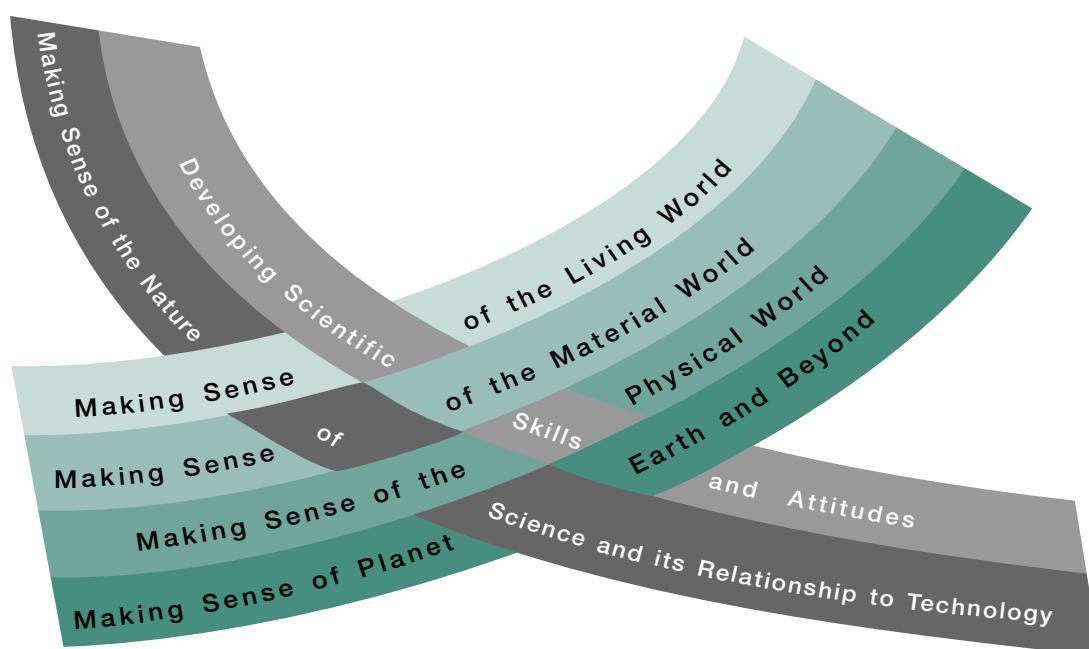 Making Sense of the Nature of Science and its Relationship to Technology
Developing Scientific Skills and Attitudes
Making Sense of the Living World
Making Sense of the Material World
Making Sense of the Physical World
Making Sense of Planet Earth and Beyond